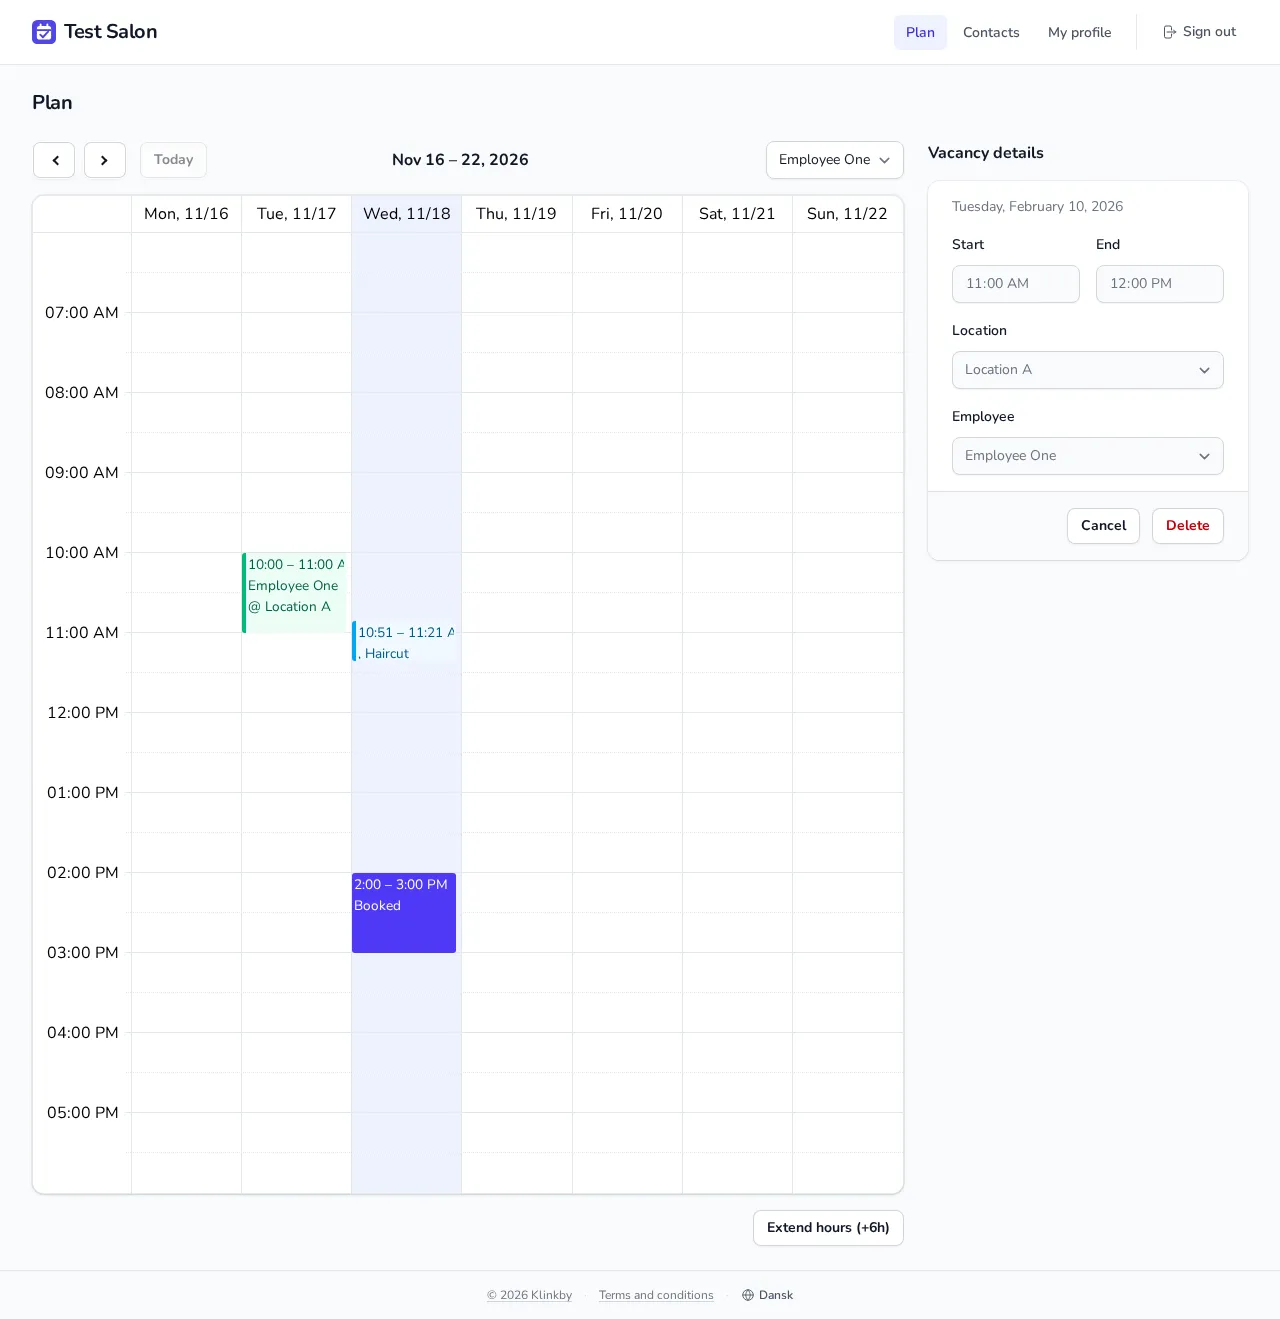 Test Salon
Plan
Contacts
My profile
Sign out
Plan
Today
Nov 16 – 22, 2026
Employee One
Mon, 11/16
Tue, 11/17
Wed, 11/18
Thu, 11/19
Fri, 11/20
Sat, 11/21
Sun, 11/22
07:00 AM
08:00 AM
09:00 AM
10:00 AM
11:00 AM
12:00 PM
01:00 PM
02:00 PM
03:00 PM
04:00 PM
05:00 PM
10:00 – 11:00 A
Employee One
@ Location A
10:51 – 11:21 A
, Haircut
2:00 – 3:00 PM
Booked
Extend hours (+6h)
Vacancy details
Tuesday, February 10, 2026
Start
End
11:00 AM
12:00 PM
Location
Location A
Employee
Employee One
Cancel
Delete
© 2026 Klinkby
Terms and conditions
Dansk